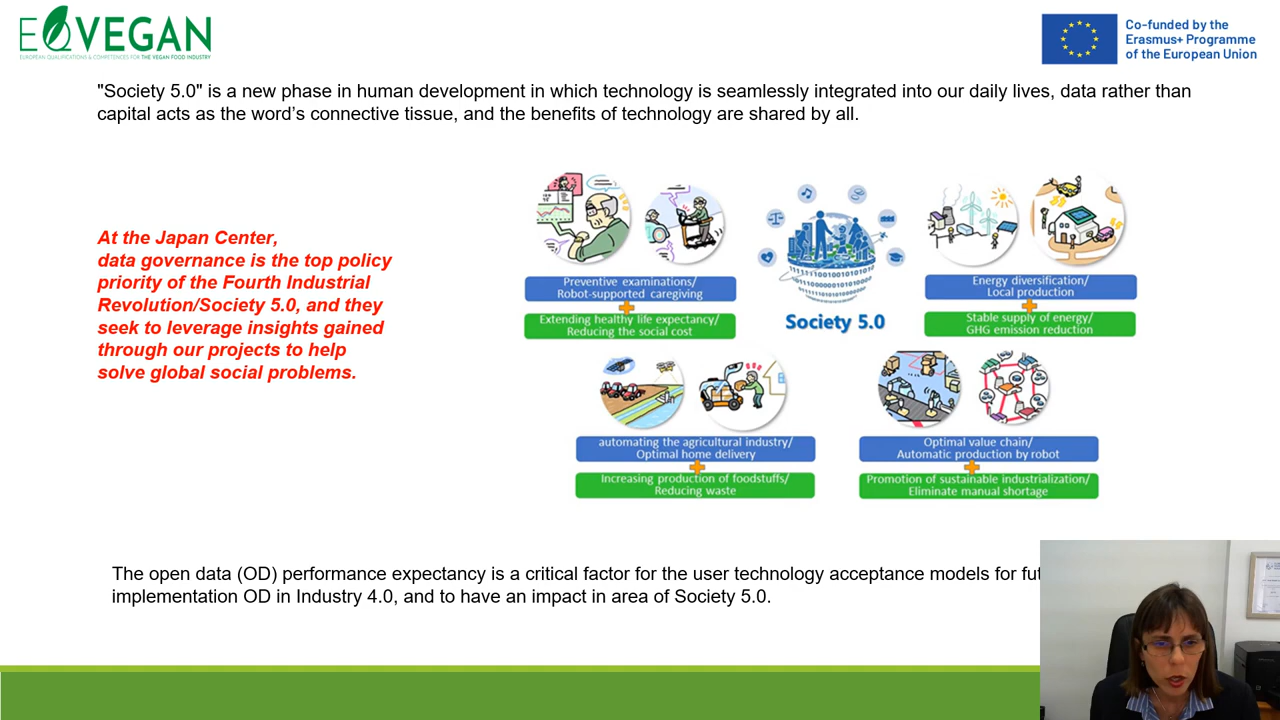 EQVEGAN
EUROPEAN QUALIFICATIONS & COMPETENCES FOR THE VEGAN FOOD INDUSTRY
Co-funded by the
Erasmus+ Programme
of the European Union
"Society 5.0" is a new phase in human development in which technology is seamlessly integrated into our daily lives, data rather than
capital acts as the word's connective tissue, and the benefits of technology are shared by all.
At the Japan Center,
data governance is the top policy
priority of the Fourth Industrial
Revolution/Society 5.0, and they
seek to leverage insights gained
through our projects to help
solve global social problems.
Preventive examinations/
Robot-supported caregiving
Extending healthy life expectancy/
Reducing the social cost
Society 5.0
Energy diversification/
Local production
Stable supply of energy/
GHG emission reduction
automating the agricultural industry/
Optimal home delivery
Increasing production of foodstuffs/
Reducing waste
Optimal value chain/
Automatic production by robot
Promotion of sustainable industrialization/
Eliminate manual shortage
The open data (OD) performance expectancy is a critical factor for the user technology acceptance models for
implementation OD in Industry 4.0, and to have an impact in area of Society 5.0.